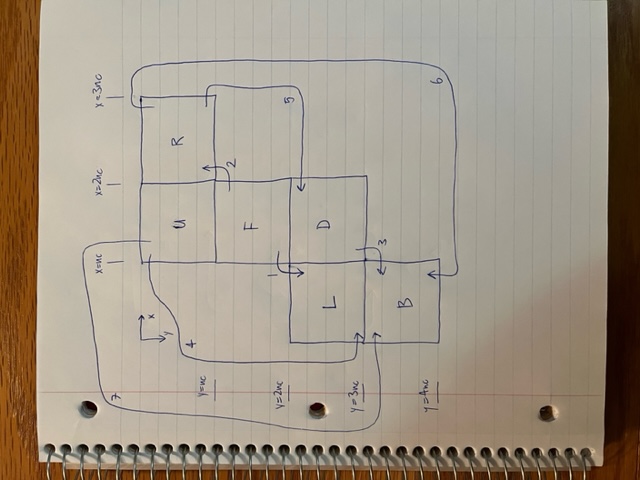 x=nc x=2nc x=3nc
7
x
y
4
U R
y=nc
2
F
1
y=2nc
5
L D
y=3nc
3
B
y=4nc
6